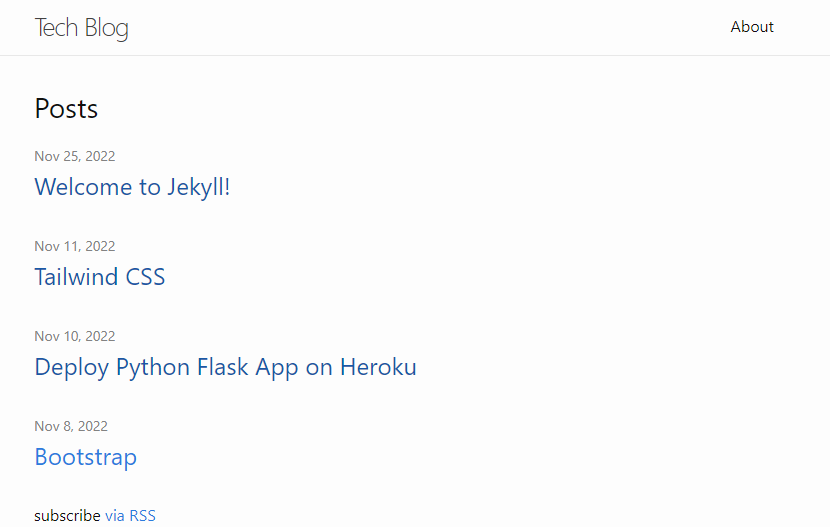 Tech Blog
About
Posts
Nov 25, 2022
Welcome to Jekyll!
Nov 11, 2022
Tailwind CSS
Nov 10, 2022
Deploy Python Flask App on Heroku
Nov 8, 2022
Bootstrap
subscribe via RSS